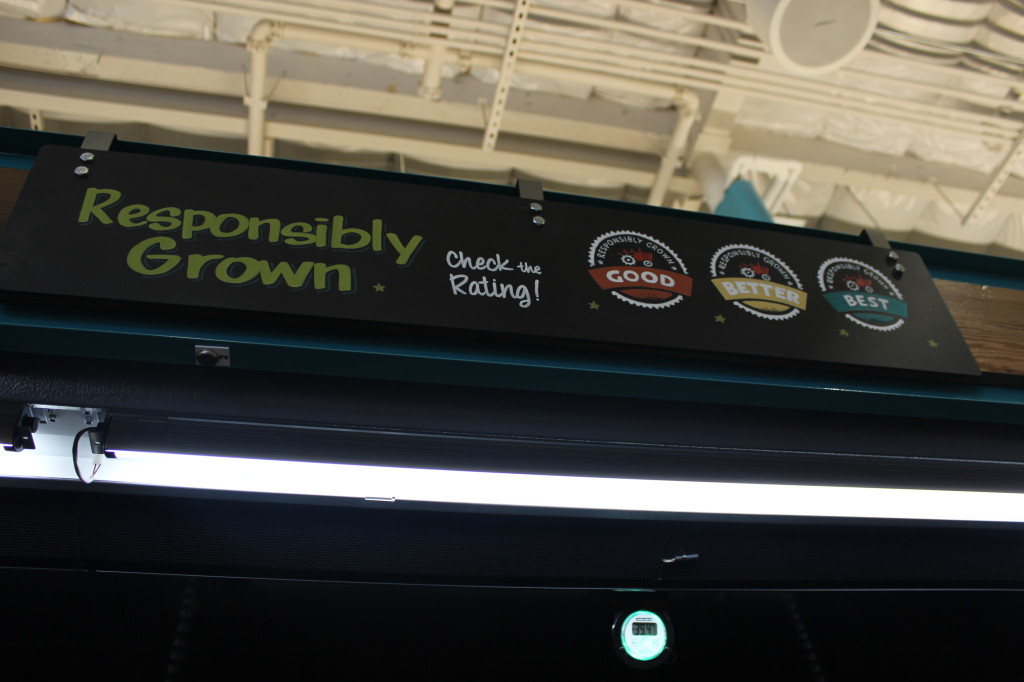 Responsibly
Grown
Check the
Rating!
RESPONSIBLY GROWN
GOOD
RESPONSIBLY GROWN
BETTER
RESPONSIBLY GROWN
BEST